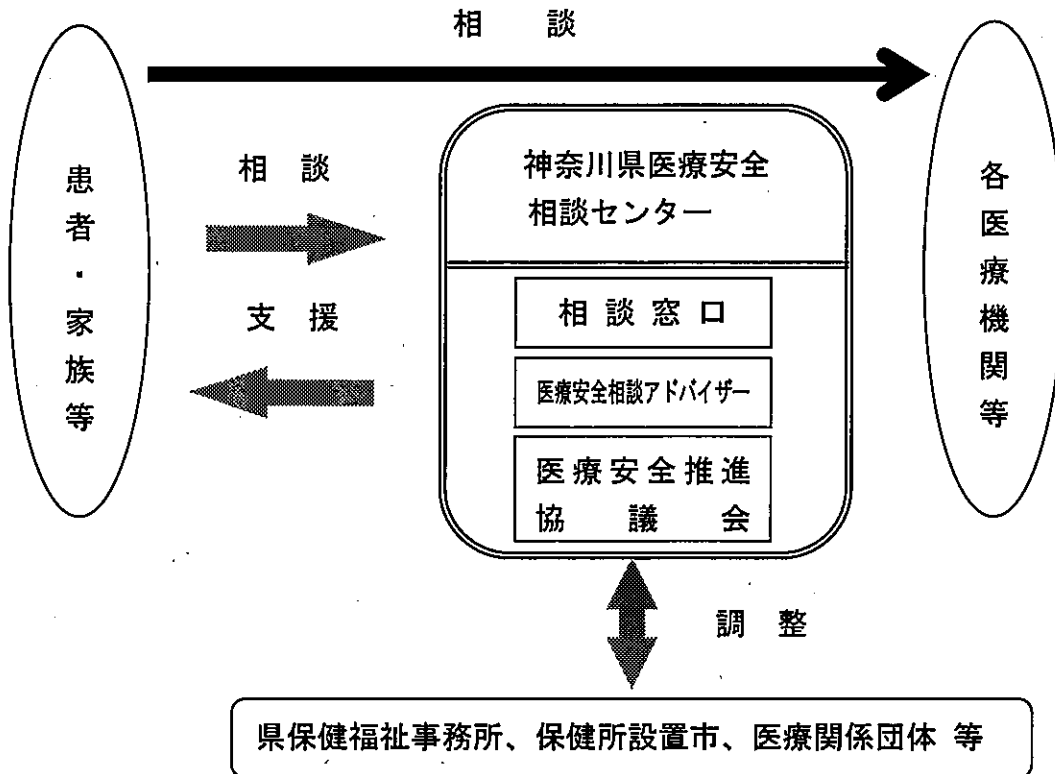 相談
患者・家族等
相談
支援
神奈川県医療安全
相談センター
相談窓口
医療安全相談アドバイザー
医療安全推進
協議会
各医療機関等
調整
県保健福祉事務所、保健所設置市、医療関係団体 等